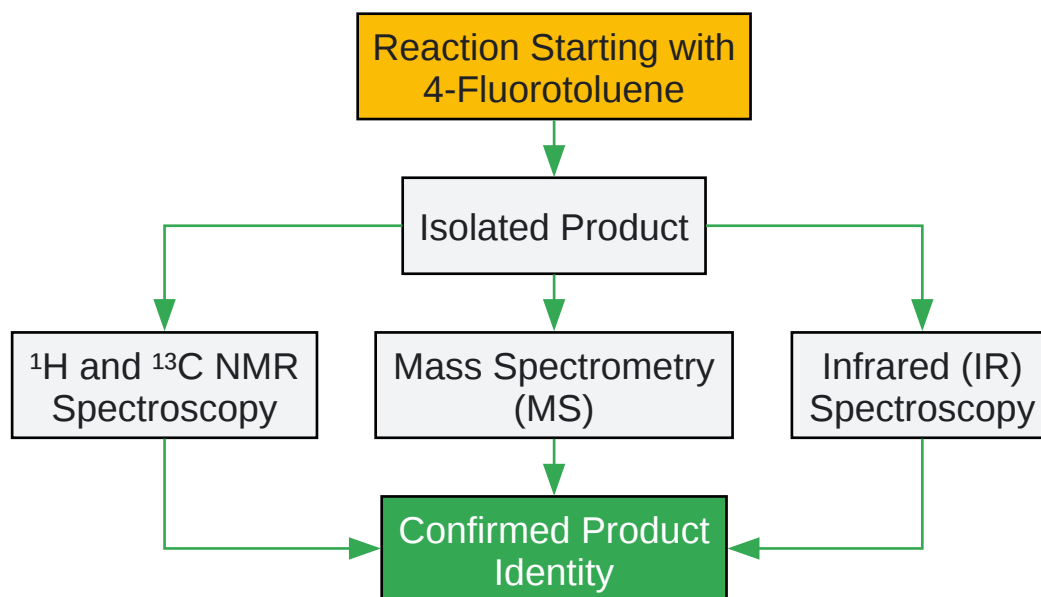 Reaction Starting with
4-Fluorotoluene
Isolated Product
¹H and ¹³C NMR
Spectroscopy
Mass Spectrometry
(MS)
Infrared (IR)
Spectroscopy
Confirmed Product
Identity